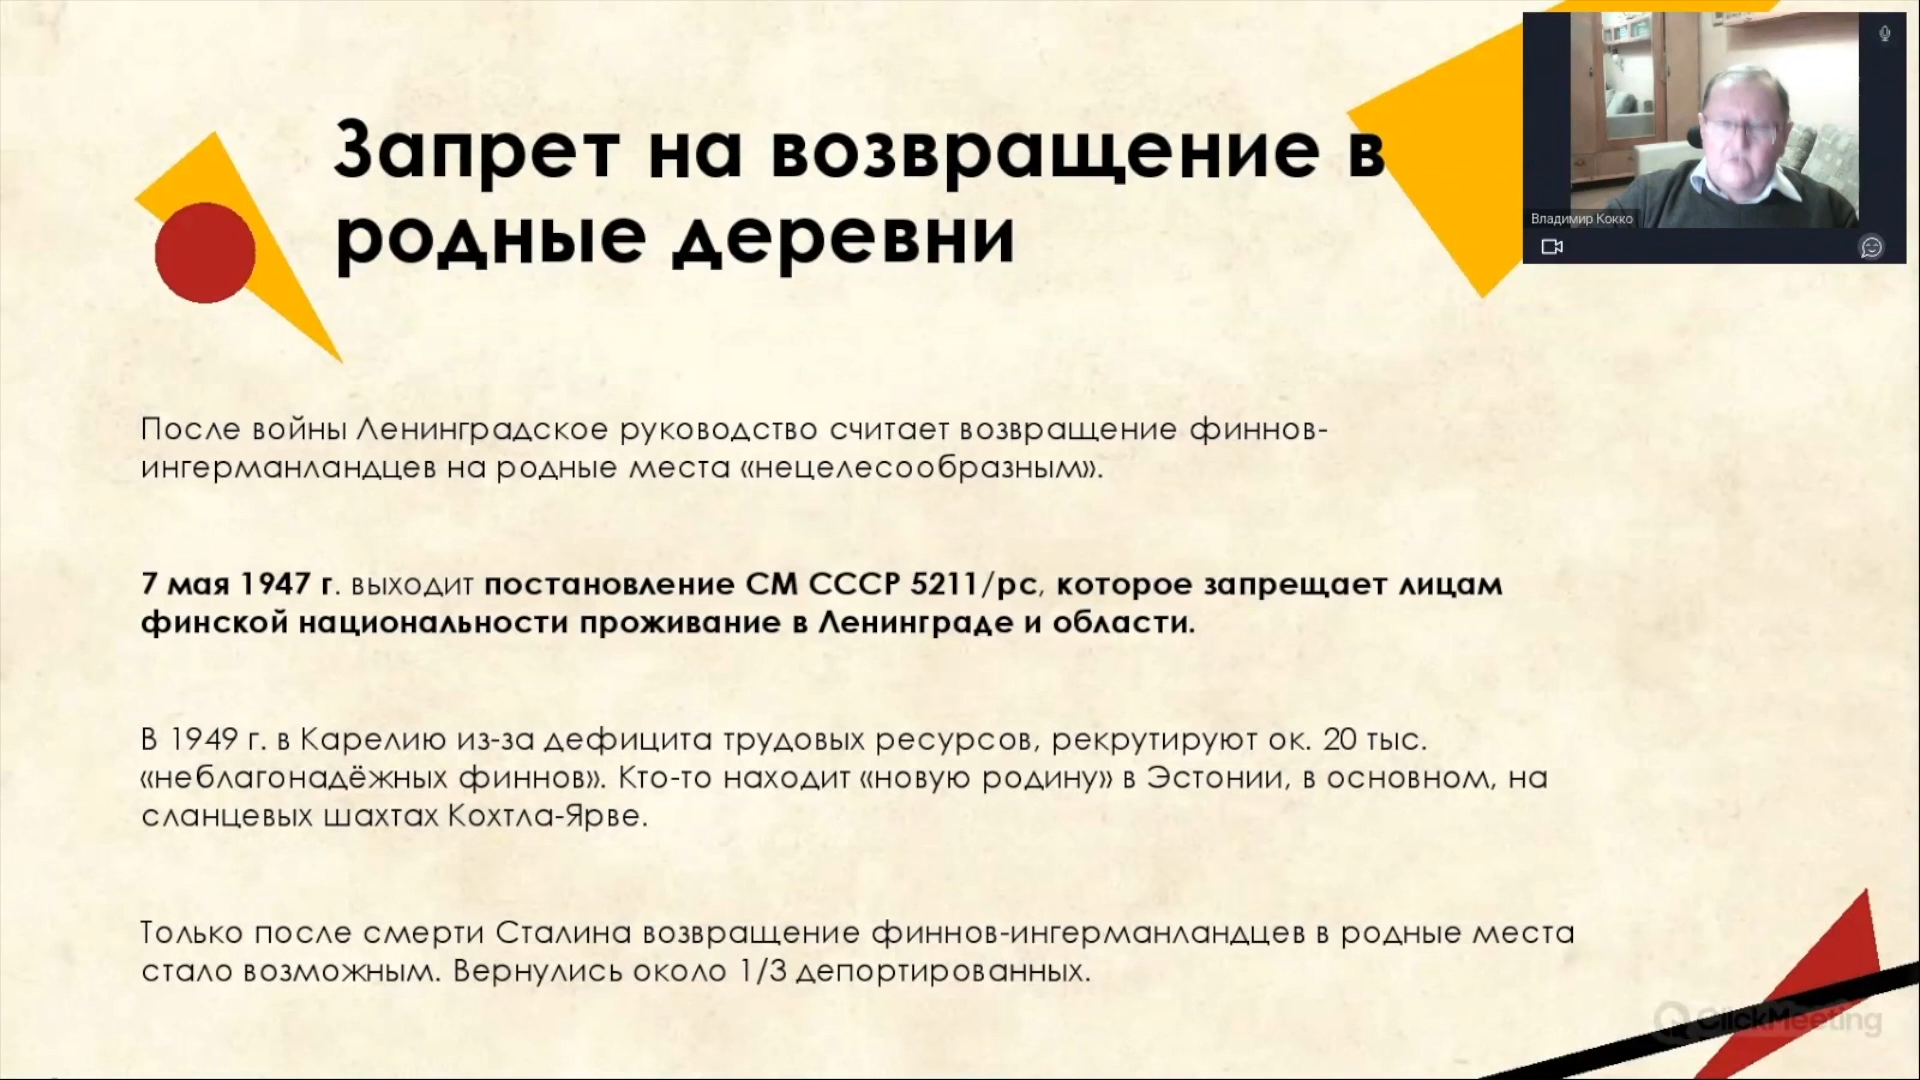 Запрет на возвращение в
родные деревни
Владимир Кокко
После войны Ленинградское руководство считает возвращение финнов-
ингерманландцев на родные места «нецелесообразным».
7 мая 1947 г. выходит постановление СМ СССР 5211/рс, которое запрещает лицам
финской национальности проживание в Ленинграде и области.
В 1949 г. в Карелию из-за дефицита трудовых ресурсов, рекрутируют ок. 20 тыс.
«неблагонадёжных финнов». Кто-то находит «новую родину» в Эстонии, в основном, на
сланцевых шахтах Кохтла-Ярве.
Только после смерти Сталина возвращение финнов-ингерманландцев в родные места
стало возможным. Вернулись около 1/3 депортированных.
ClickMeeting